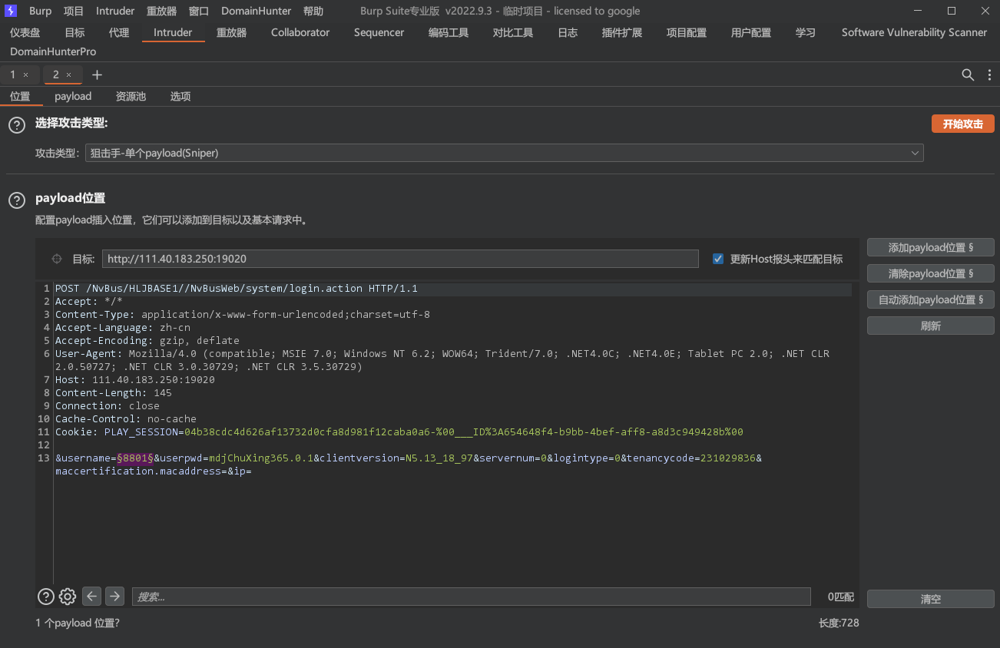 Burp 项目 Intruder 重放器 窗口 DomainHunter 帮助 Burp Suite专业版 v2022.9.3 - 临时项目 - licensed to google
仪表盘 目标 代理 Intruder 重放器 Collaborator Sequencer 编码工具 对比工具 日志 插件扩展 项目配置 用户配置 学习 Software Vulnerability Scanner
DomainHunterPro
1 × 2 × +
位置 payload 资源池 选项
? 选择攻击类型: 开始攻击
攻击类型: 狙击手-单个payload(Sniper)
? payload位置
配置payload插入位置，它们可以添加到目标以及基本请求中。
目标: http://111.40.183.250:19020 更新Host报头来匹配目标
添加payload位置 §
清除payload位置 §
自动添加payload位置 §
刷新
1 POST /NvBus/HLJBASE1//NvBusWeb/system/login.action HTTP/1.1
2 Accept: */*
3 Content-Type: application/x-www-form-urlencoded;charset=utf-8
4 Accept-Language: zh-cn
5 Accept-Encoding: gzip, deflate
6 User-Agent: Mozilla/4.0 (compatible; MSIE 7.0; Windows NT 6.2; WOW64; Trident/7.0; .NET4.0C; .NET4.0E; Tablet PC 2.0; .NET CLR
2.0.50727; .NET CLR 3.0.30729; .NET CLR 3.5.30729)
7 Host: 111.40.183.250:19020
8 Content-Length: 145
9 Connection: close
10 Cache-Control: no-cache
11 Cookie: PLAY_SESSION=04b38cdc4d626af13732d0cfa8d981f12caba0a6-%00___ID%3A654648f4-b9bb-4bef-aff8-a8d3c949428b%00
12
13 &username=§8801§&userpwd=mdjChuXing365.0.1&clientversion=N5.13_18_97&servernum=0&logintype=0&tenancycode=231029836&
maccertification.macaddress=&ip=
? 搜索... 0匹配 清空
1 个payload 位置? 长度:728